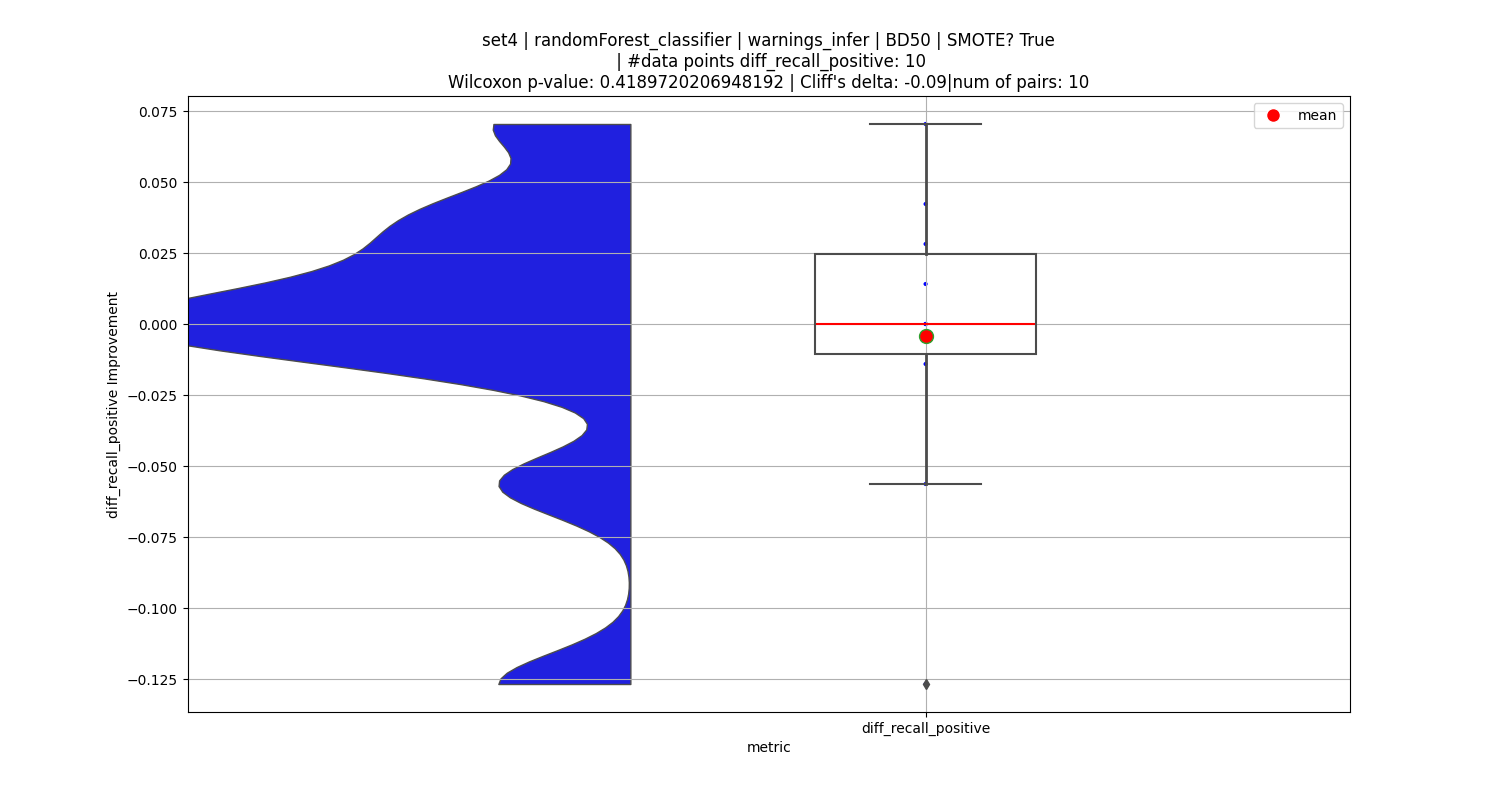 set4 | randomForest_classifier | warnings_infer | BD50 | SMOTE? True
| #data points diff_recall_positive: 10
Wilcoxon p-value: 0.4189720206948192 | Cliff's delta: -0.09|num of pairs: 10
mean
0.075
0.050
0.025
0.000
−0.025
−0.050
−0.075
−0.100
−0.125
diff_recall_positive Improvement
diff_recall_positive
metric